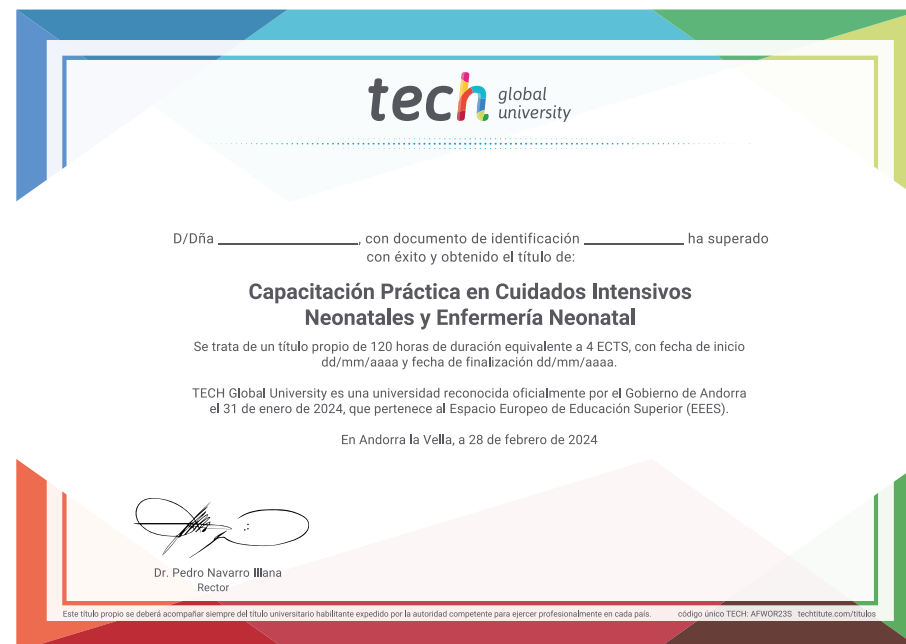 tech global
university
D/Dña ____________________, con documento de identificación ______________ ha superado
con éxito y obtenido el título de:
Capacitación Práctica en Cuidados Intensivos
Neonatales y Enfermería Neonatal
Se trata de un título propio de 120 horas de duración equivalente a 4 ECTS, con fecha de inicio
dd/mm/aaaa y fecha de finalización dd/mm/aaaa.
TECH Global University es una universidad reconocida oficialmente por el Gobierno de Andorra
el 31 de enero de 2024, que pertenece al Espacio Europeo de Educación Superior (EEES).
En Andorra la Vella, a 28 de febrero de 2024
Dr. Pedro Navarro Illana
Rector
Este título propio se deberá acompañar siempre del título universitario habilitante expedido por la autoridad competente para ejercer profesionalmente en cada país. código único TECH: AFWOR23S techtitute.com/titulos